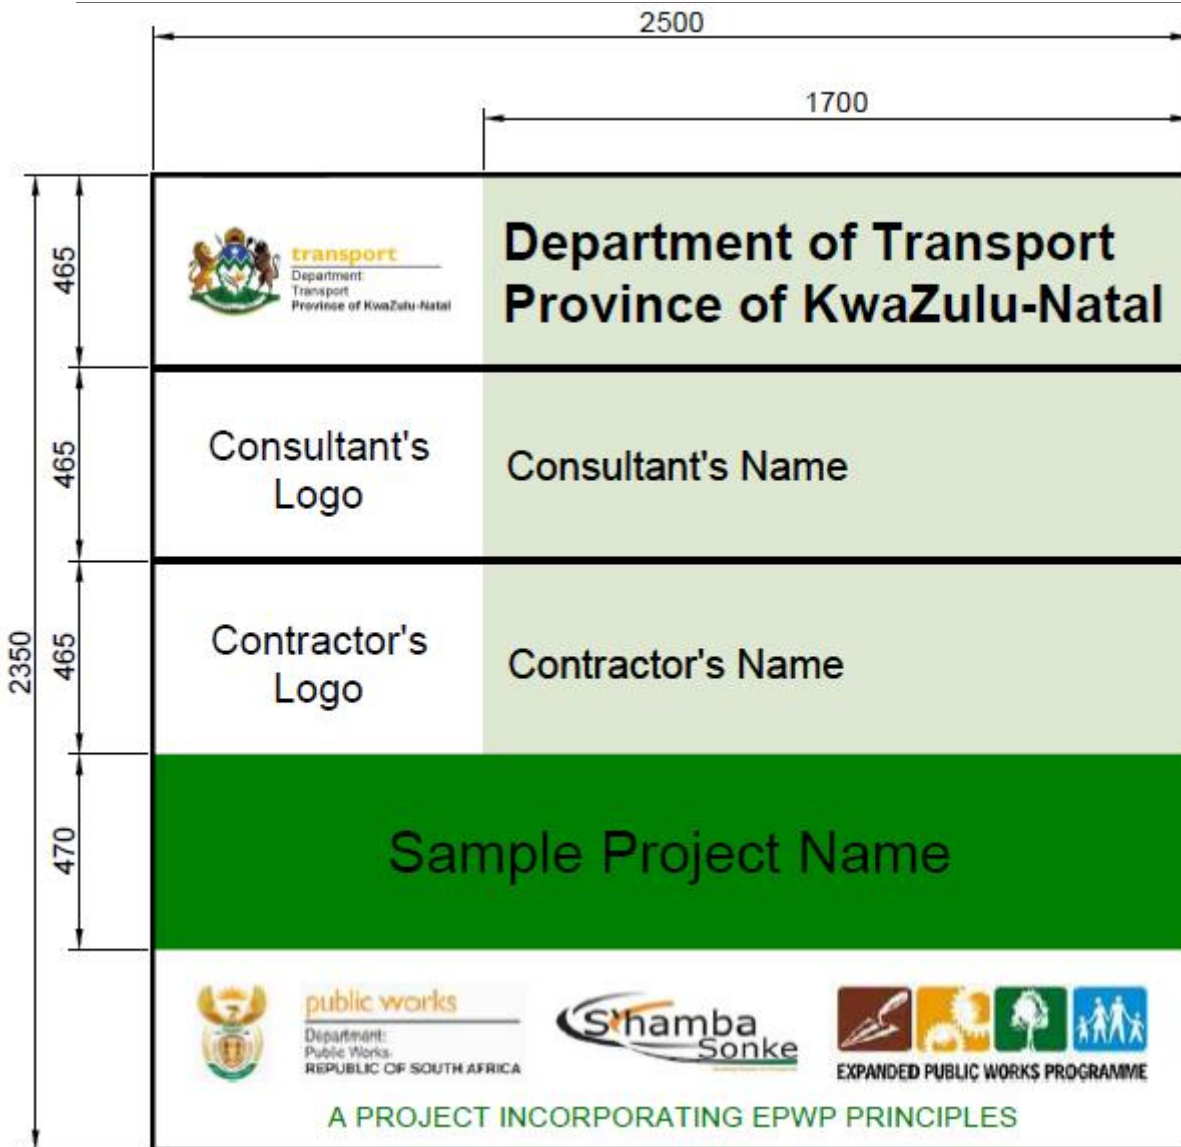 2500
1700
465
transport
Department:
Transport
Province of KwaZulu-Natal
Department of Transport
Province of KwaZulu-Natal
465
Consultant's
Logo
Consultant's Name
2350
465
Contractor's
Logo
Contractor's Name
470
Sample Project Name
public works
Department:
Public Works
REPUBLIC OF SOUTH AFRICA
S'hamba
Sonke
EXPANDED PUBLIC WORKS PROGRAMME
A PROJECT INCORPORATING EPWP PRINCIPLES